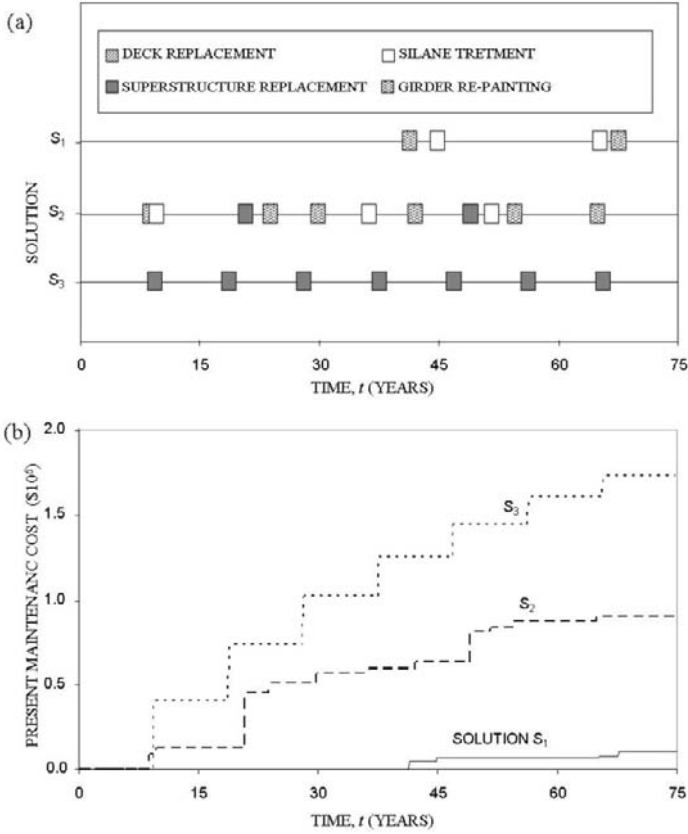 (a)
DECK REPLACEMENT
SILANE TRETMENT
SUPERSTRUCTURE REPLACEMENT
GIRDER RE-PAINTING
SOLUTION
S1
S2
S3
0 15 30 45 60 75
TIME, t (YEARS)
(b)
PRESENT MAINTENANC COST ($10⁶)
2.0
1.5
1.0
0.5
0.0
S3
S2
SOLUTION S1
0 15 30 45 60 75
TIME, t (YEARS)